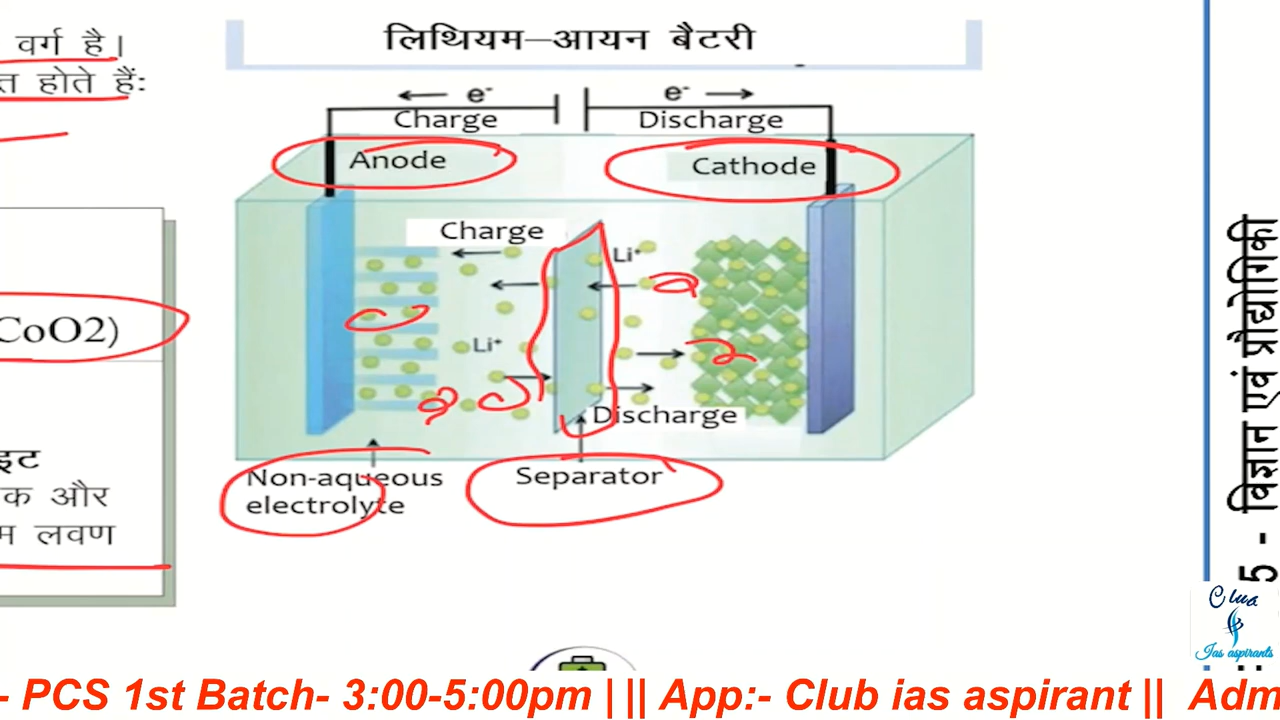 वर्ग है।
त होते हैं:
CoO2)
इट
क और
म लवण
लिथियम–आयन बैटरी
← e⁻
e⁻ →
Charge
Discharge
Anode
Cathode
Charge
Li⁺
Li⁺
Discharge
Non-aqueous
electrolyte
Separator
5 - विज्ञान एवं प्रौद्योगिकी
Club
Ias aspirants
- PCS 1st Batch- 3:00-5:00pm | || App:- Club ias aspirant || Adm